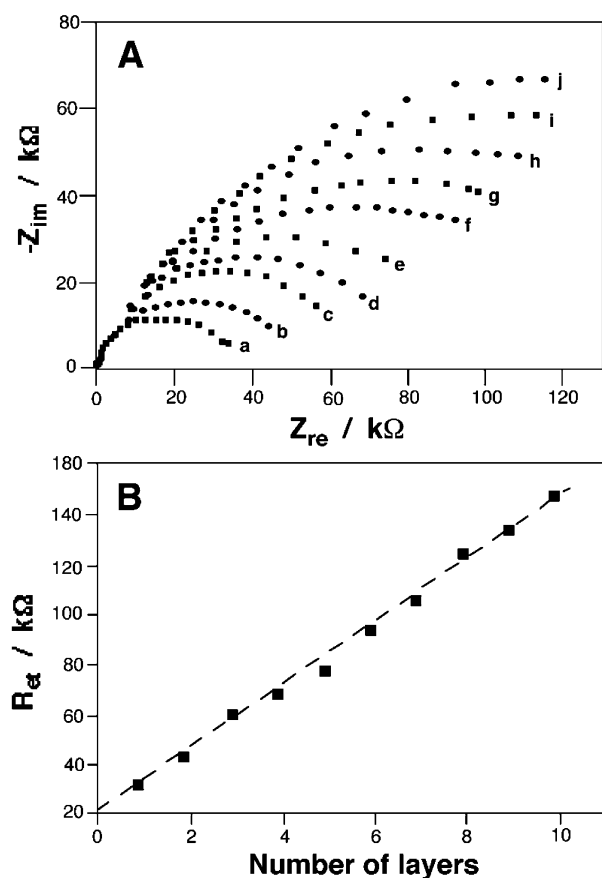 A
80
60
40
20
0
-Z_im / kΩ
a
b
c
d
e
f
g
h
i
j
0 20 40 60 80 100 120
Z_re / kΩ
B
180
140
120
100
80
60
40
20
R_et / kΩ
0 2 4 6 8 10
Number of layers